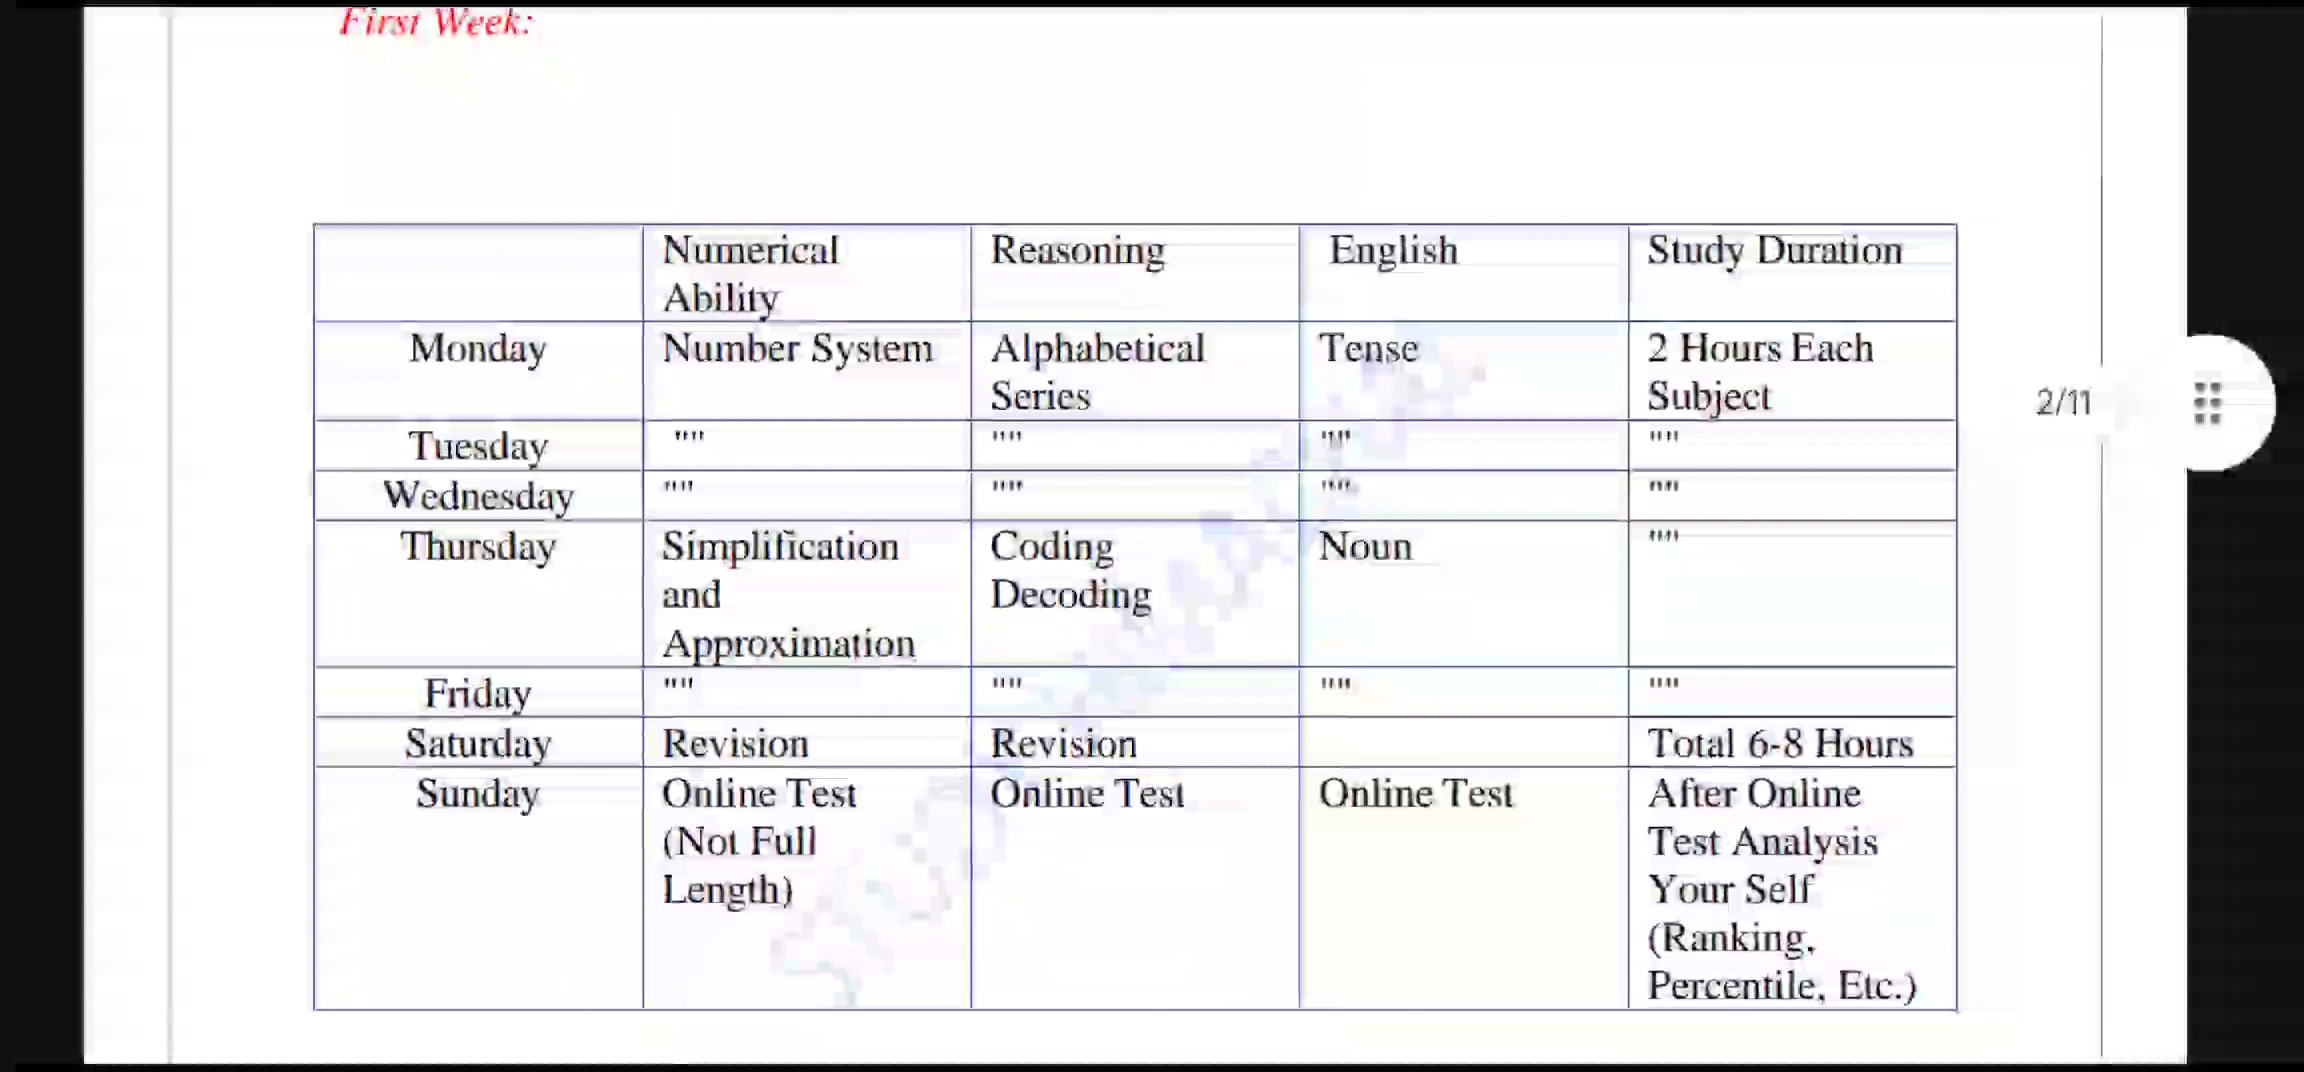 First Week:
Numerical Ability Reasoning English Study Duration
Monday Number System Alphabetical Series Tense 2 Hours Each Subject
Tuesday "" "" "" ""
Wednesday "" "" "" ""
Thursday Simplification and Approximation Coding Decoding Noun ""
Friday "" "" "" ""
Saturday Revision Revision Total 6-8 Hours
Sunday Online Test (Not Full Length) Online Test Online Test After Online Test Analysis Your Self (Ranking, Percentile, Etc.)
2/11